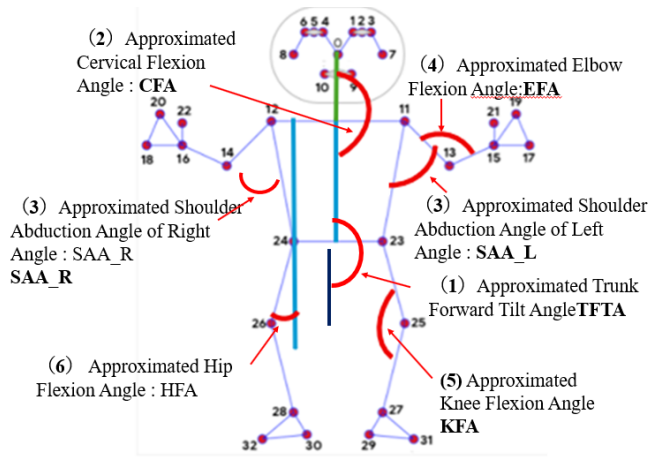 (2) Approximated
Cervical Flexion
Angle : CFA
6 5 4 1 2 3
0
8 7
10 9
(4) Approximated Elbow
Flexion Angle:EFA
20
22
12 11
21
19
18 16 14 13 15 17
(3) Approximated Shoulder
Abduction Angle of Right
Angle : SAA_R
SAA_R
(3) Approximated Shoulder
Abduction Angle of Left
Angle : SAA_L
24 23
(1) Approximated Trunk
Forward Tilt AngleTFTA
26 25
(6) Approximated Hip
Flexion Angle : HFA
(5) Approximated
Knee Flexion Angle
KFA
28 27
32 30 29 31